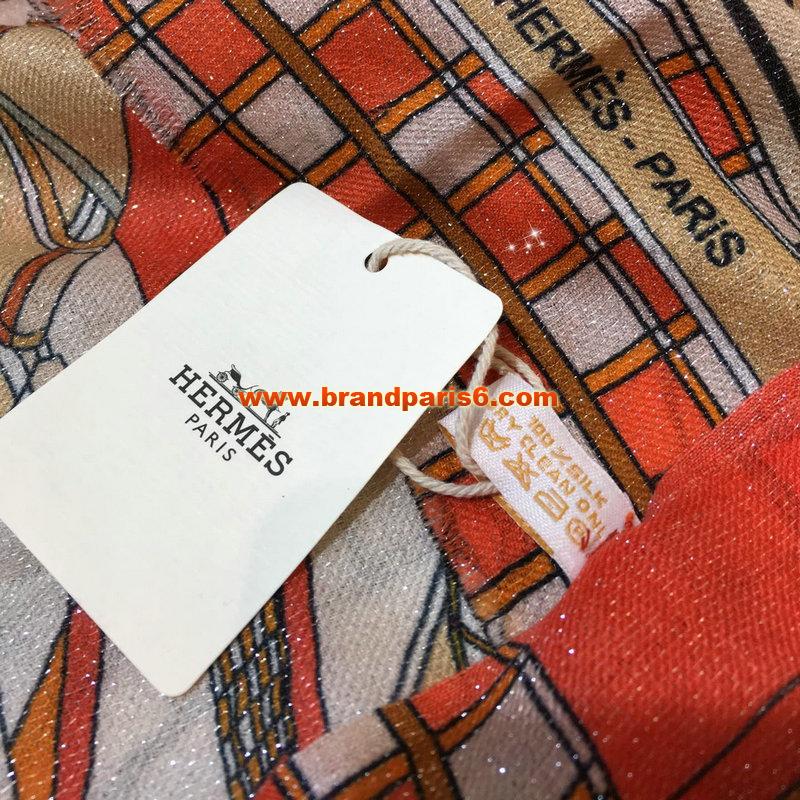 HERMÈS - PARIS
HERMÈS
PARIS
www.brandparis6.com
100% SILK
DRY CLEAN ONLY